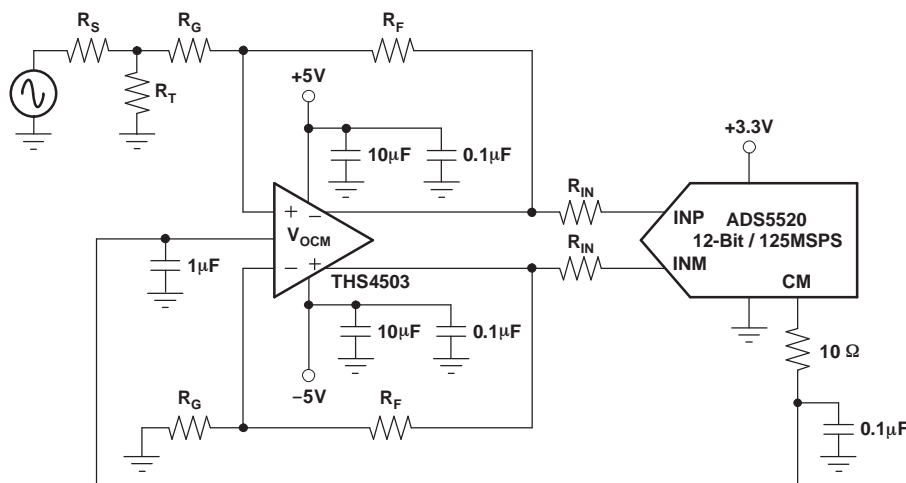 R_S
R_G
R_F
R_T
+5V
10μF
0.1μF
+3.3V
R_IN
INP
ADS5520
12-Bit / 125MSPS
INM
CM
R_IN
+ −
V_OCM
− +
THS4503
1μF
10μF
0.1μF
−5V
10 Ω
R_G
R_F
0.1μF